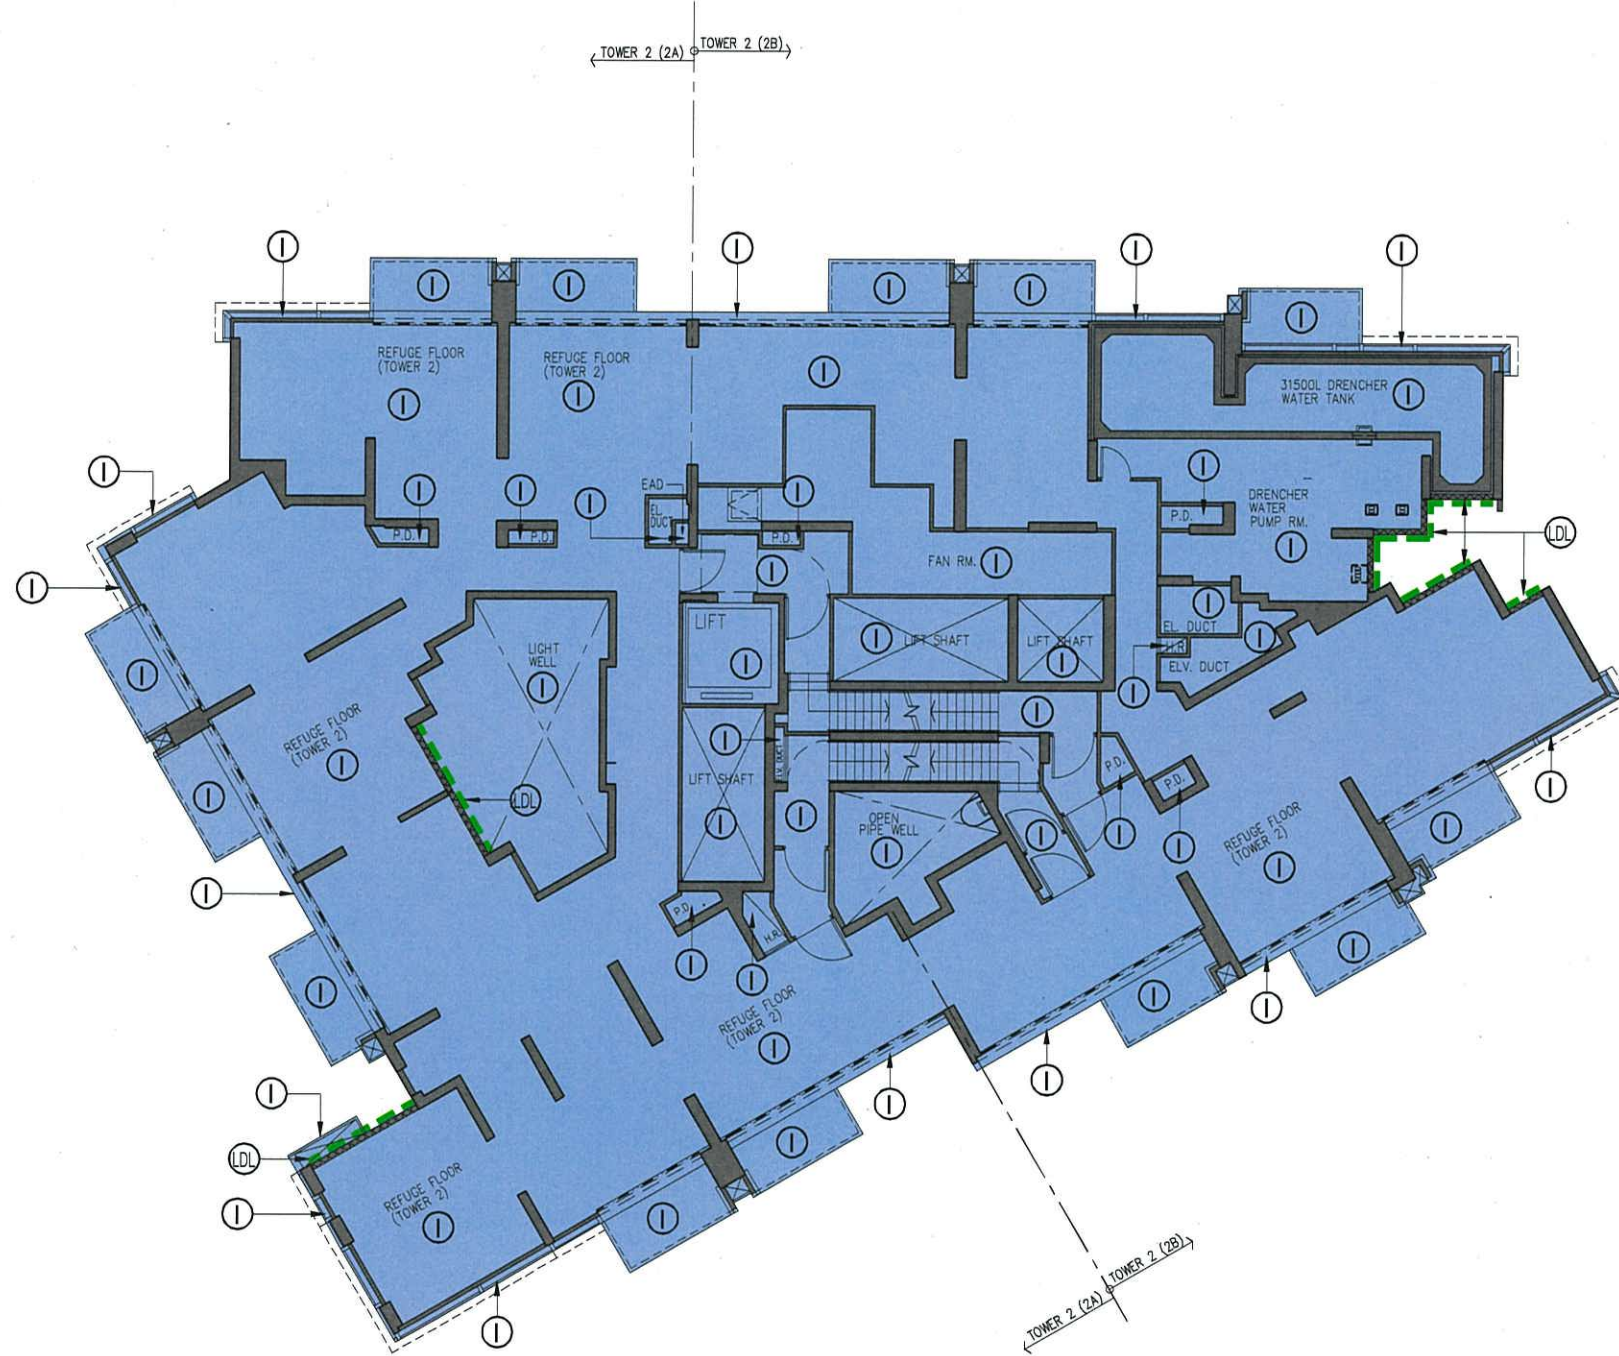 TOWER 2 (2A)
TOWER 2 (2B)
I
I
I
I
I
I
I
I
I
REFUGE FLOOR
(TOWER 2)
I
REFUGE FLOOR
(TOWER 2)
I
I
31500L DRENCHER
WATER TANK
I
I
I
I
I
EAD
EL.
DUCT
I
I
P.D.
P.D.
P.D.
P.D.
DRENCHER
WATER
PUMP RM.
I
LDL
I
FAN RM.
I
I
LIFT
I
LIFT SHAFT
I
LIFT SHAFT
I
EL. DUCT
I
H.R.
ELV. DUCT
I
I
LIGHT
WELL
I
I
REFUGE FLOOR
(TOWER 2)
I
I
LDL
I
LIFT SHAFT
I
ELV. DUCT
I
I
P.D.
P.D.
I
OPEN
PIPE WELL
I
I
I
I
REFUGE FLOOR
(TOWER 2)
I
I
I
I
P.D.
H.R.
I
I
I
I
I
REFUGE FLOOR
(TOWER 2)
I
I
I
I
I
I
LDL
I
REFUGE FLOOR
(TOWER 2)
I
I
I
I
TOWER 2 (2B)
TOWER 2 (2A)